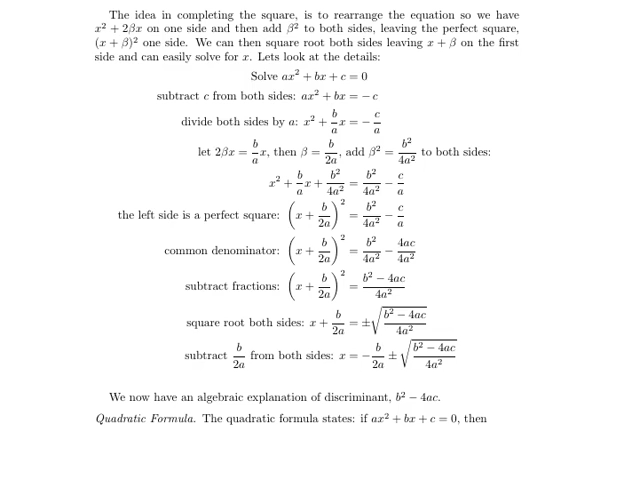 The idea in completing the square, is to rearrange the equation so we have
x² + 2βx on one side and then add β² to both sides, leaving the perfect square,
(x + β)² one side. We can then square root both sides leaving x + β on the first
side and can easily solve for x. Lets look at the details:
Solve ax² + bx + c = 0
subtract c from both sides: ax² + bx = −c
divide both sides by a: x² + b/a x = − c/a
let 2βx = b/a x, then β = b/2a, add β² = b²/4a² to both sides:
x² + b/a x + b²/4a² = b²/4a² − c/a
the left side is a perfect square: (x + b/2a)² = b²/4a² − c/a
common denominator: (x + b/2a)² = b²/4a² − 4ac/4a²
subtract fractions: (x + b/2a)² = (b² − 4ac)/4a²
square root both sides: x + b/2a = ±√((b² − 4ac)/4a²)
subtract b/2a from both sides: x = − b/2a ± √((b² − 4ac)/4a²)
We now have an algebraic explanation of discriminant, b² − 4ac.
Quadratic Formula. The quadratic formula states: if ax² + bx + c = 0, then